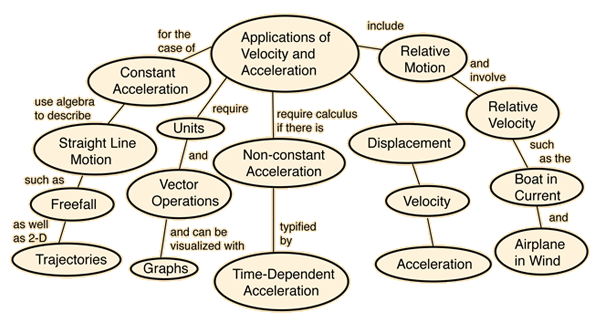 Applications of
Velocity and
Acceleration
for the
case of
Constant
Acceleration
use algebra
to describe
Straight Line
Motion
such as
Freefall
as well
as 2-D
Trajectories
require
Units
and
Vector
Operations
and can be
visualized with
Graphs
require calculus
if there is
Non-constant
Acceleration
typified
by
Time-Dependent
Acceleration
Displacement
Velocity
Acceleration
include
Relative
Motion
and
involve
Relative
Velocity
such
as the
Boat in
Current
and
Airplane
in Wind